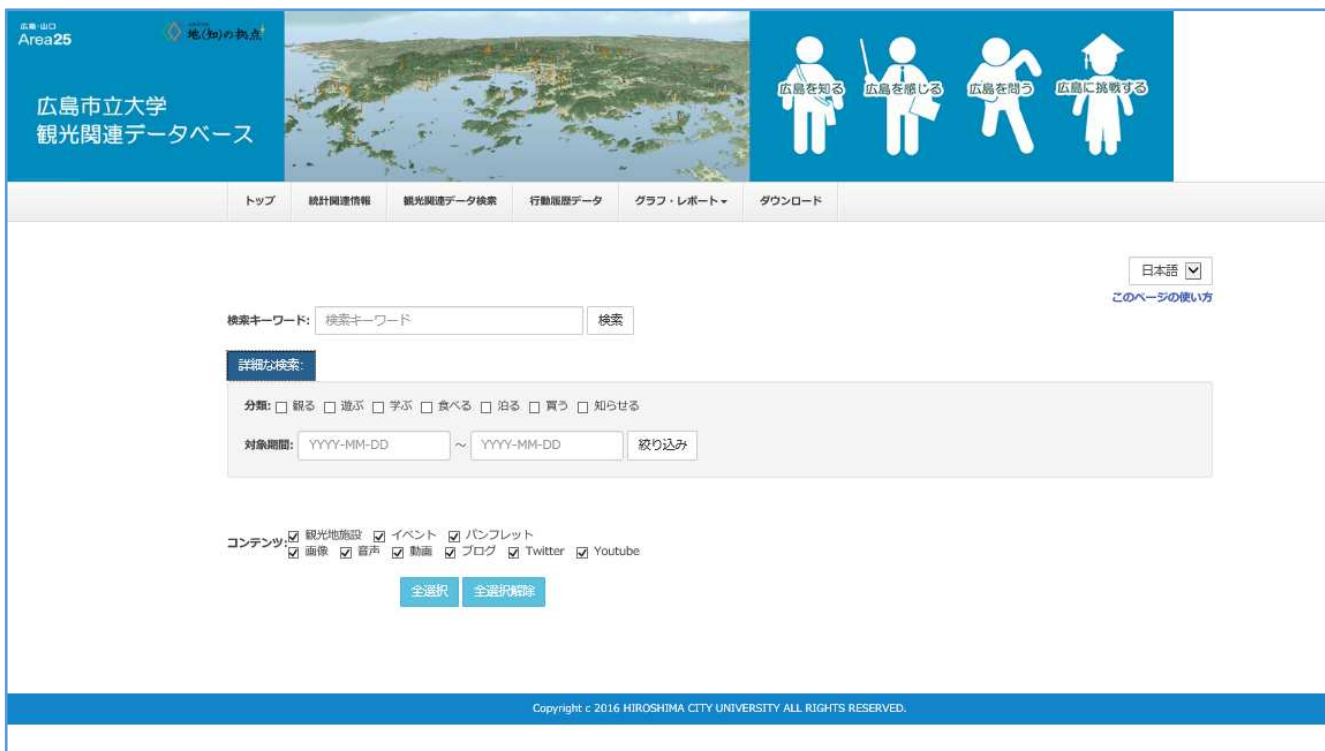 広島・山口
Area25
地(知)の拠点
広島市立大学
観光関連データベース
広島を知る 広島を感じる 広島を問う 広島に挑戦する
トップ 統計関連情報 観光関連データ検索 行動履歴データ グラフ・レポート ダウンロード
日本語
このページの使い方
検索キーワード: 検索キーワード 検索
詳細な検索:
分類: 観る 遊ぶ 学ぶ 食べる 泊る 買う 知らせる
対象期間: YYYY-MM-DD ～ YYYY-MM-DD 絞り込み
コンテンツ: 観光地施設 イベント パンフレット
画像 音声 動画 ブログ Twitter Youtube
全選択 全選択解除
Copyright c 2016 HIROSHIMA CITY UNIVERSITY ALL RIGHTS RESERVED.